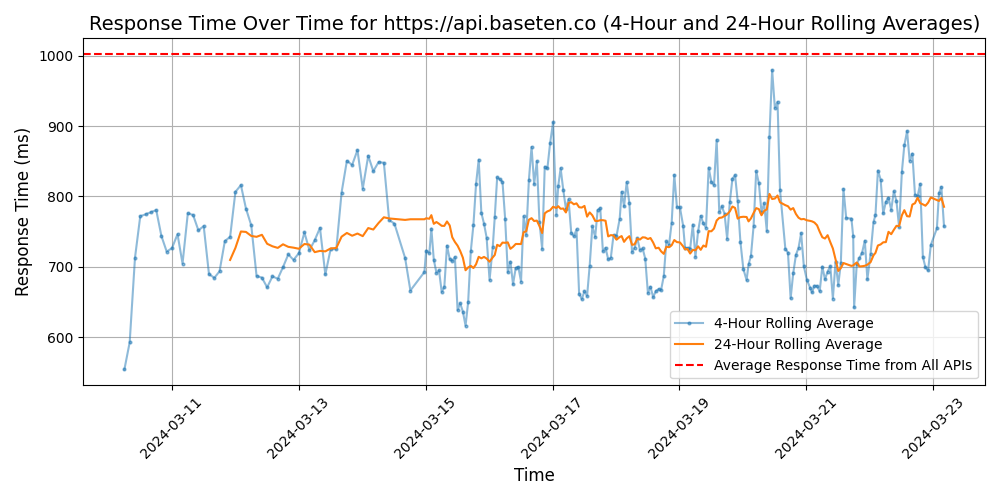 Response Time Over Time for https://api.baseten.co (4-Hour and 24-Hour Rolling Averages)
1000
900
800
700
600
Response Time (ms)
4-Hour Rolling Average
24-Hour Rolling Average
Average Response Time from All APIs
2024-03-11
2024-03-13
2024-03-15
2024-03-17
2024-03-19
2024-03-21
2024-03-23
Time